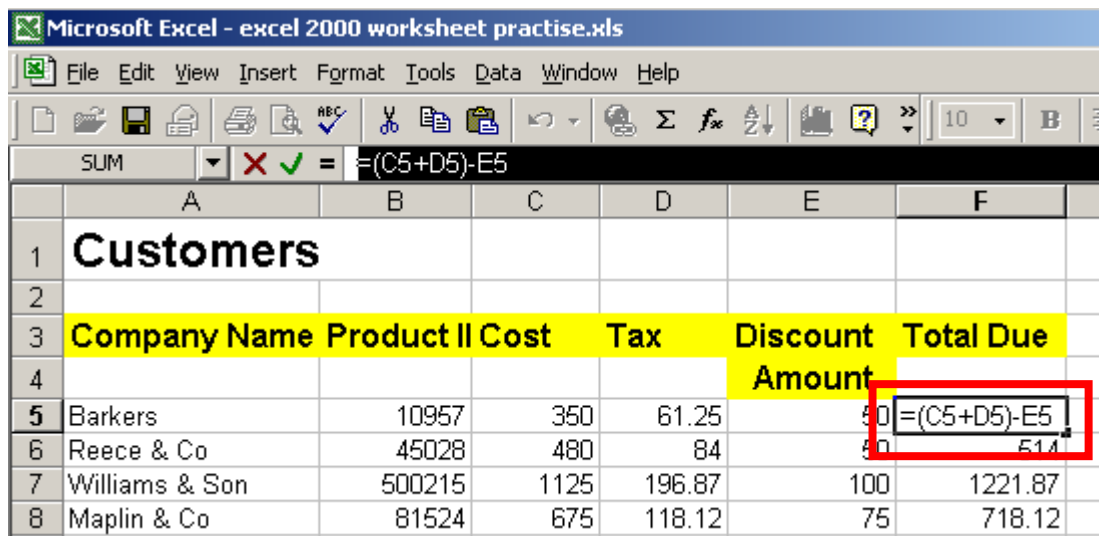 Microsoft Excel - excel 2000 worksheet practise.xls
File Edit View Insert Format Tools Data Window Help
ABC Σ fx A Z ? » 10 B
SUM = =(C5+D5)-E5
A B C D E F
1 Customers
2
3 Company Name Product II Cost Tax Discount Total Due
4 Amount
5 Barkers 10957 350 61.25 50 =(C5+D5)-E5
6 Reece & Co 45028 480 84 50 514
7 Williams & Son 500215 1125 196.87 100 1221.87
8 Maplin & Co 81524 675 118.12 75 718.12